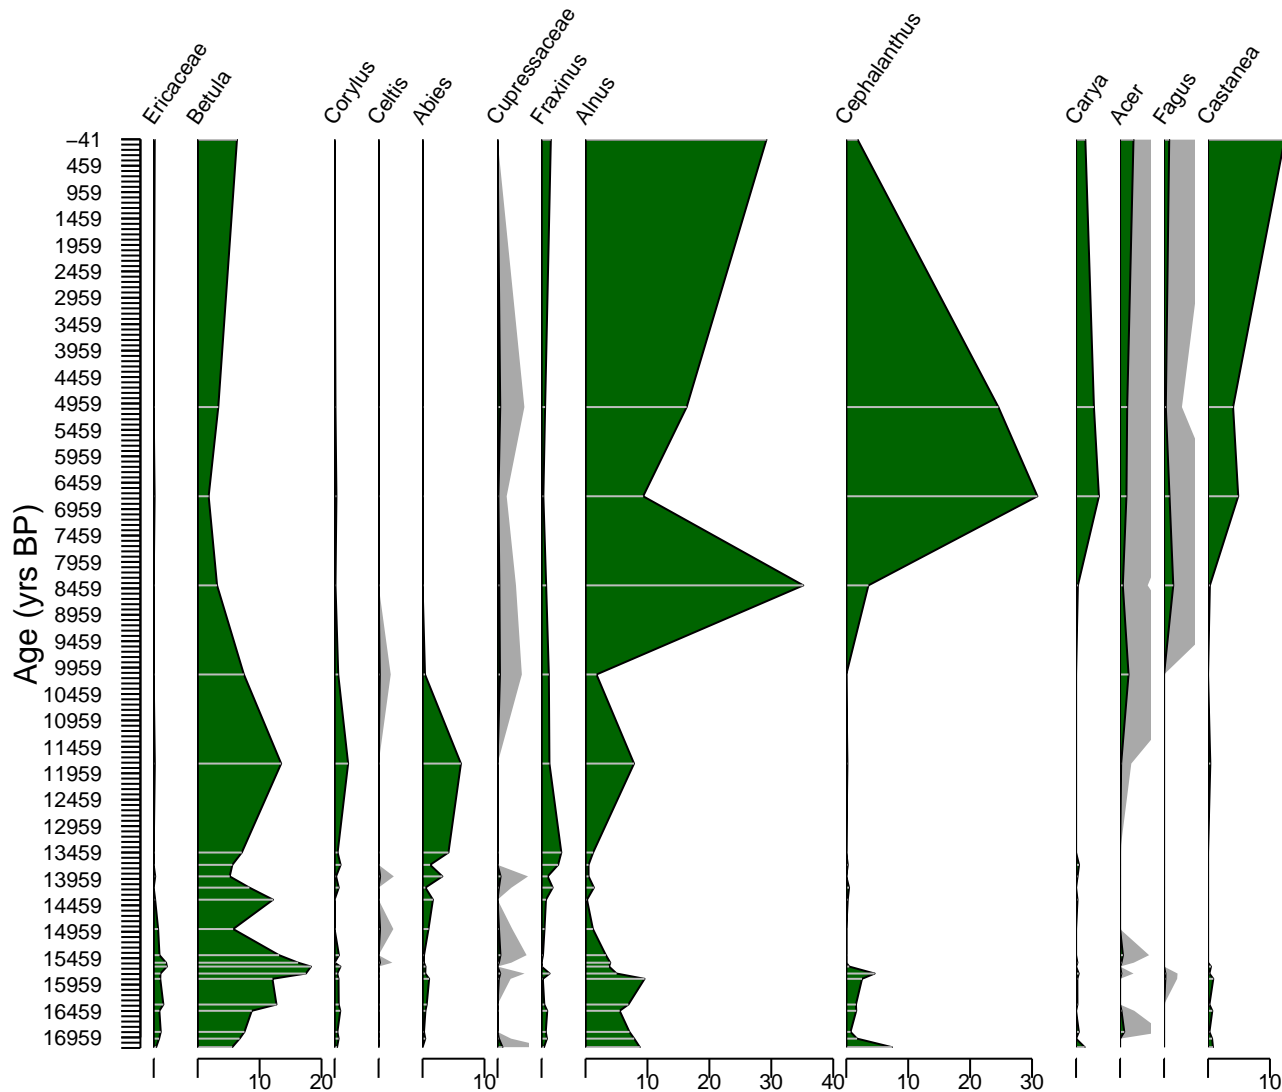 Ericaceae
Betula
Corylus
Celtis
Abies
Cupressaceae
Fraxinus
Alnus
Cephalanthus
Carya
Acer
Fagus
Castanea
Age (yrs BP)
−41
459
959
1459
1959
2459
2959
3459
3959
4459
4959
5459
5959
6459
6959
7459
7959
8459
8959
9459
9959
10459
10959
11459
11959
12459
12959
13459
13959
14459
14959
15459
15959
16459
16959
10 20 10 10 20 30 40 10 20 30 10